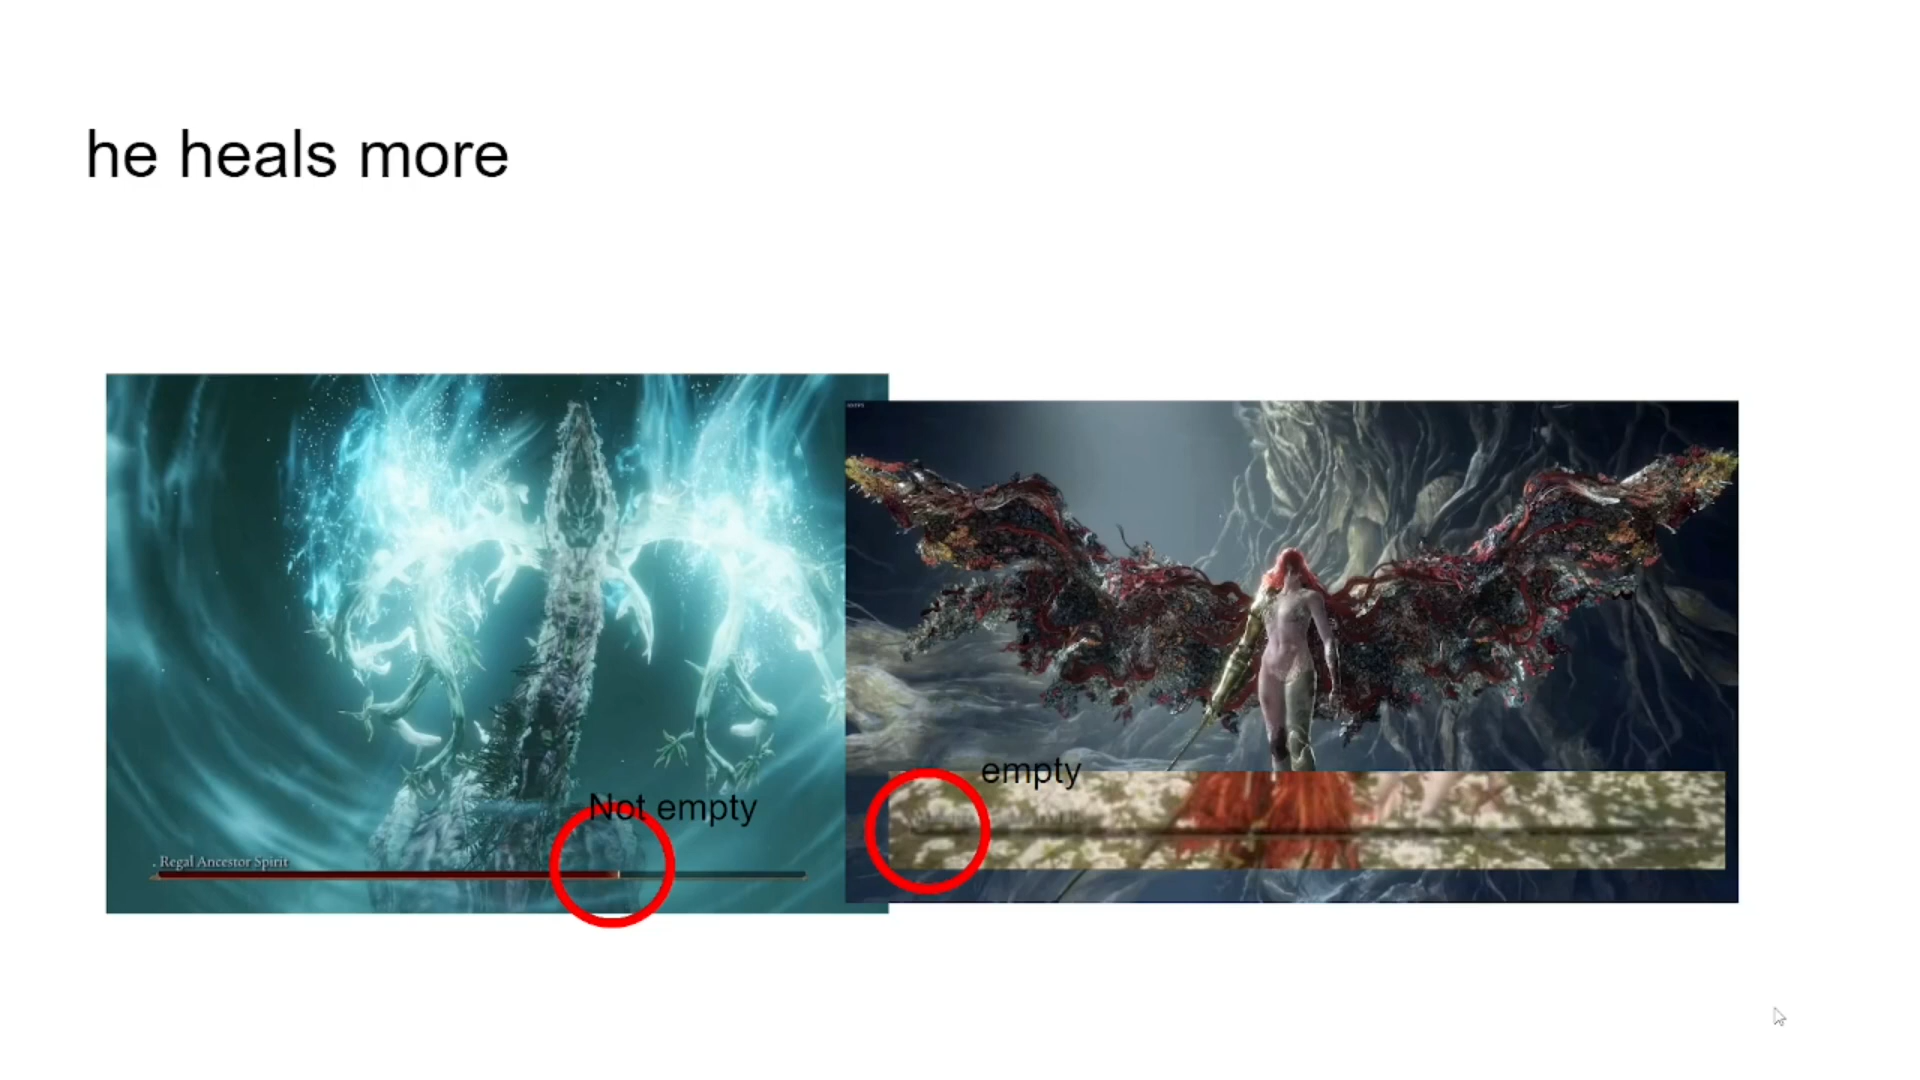 he heals more
Not empty
empty
Regal Ancestor Spirit